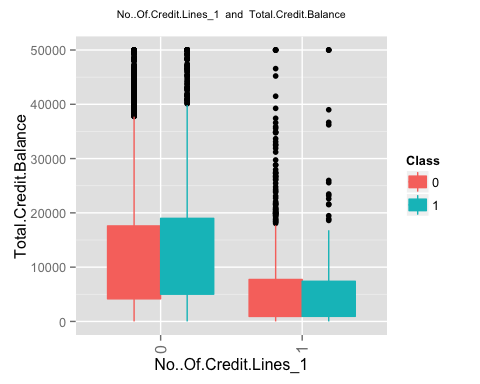 No..Of.Credit.Lines_1 and Total.Credit.Balance
50000
40000
30000
20000
10000
0
Total.Credit.Balance
0
1
No..Of.Credit.Lines_1
Class
0
1